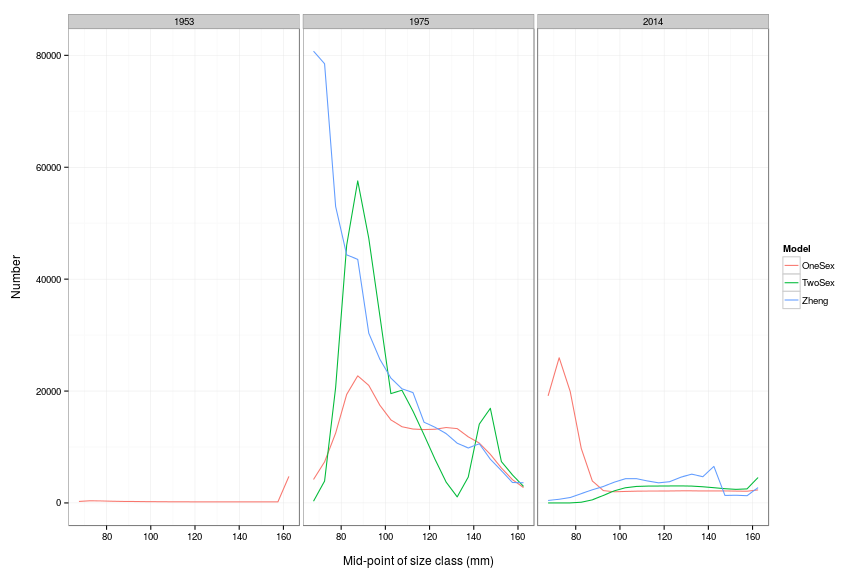 1953 1975 2014
80000
60000
40000
20000
0
Number
80 100 120 140 160 80 100 120 140 160 80 100 120 140 160
Mid-point of size class (mm)
Model
OneSex
TwoSex
Zheng